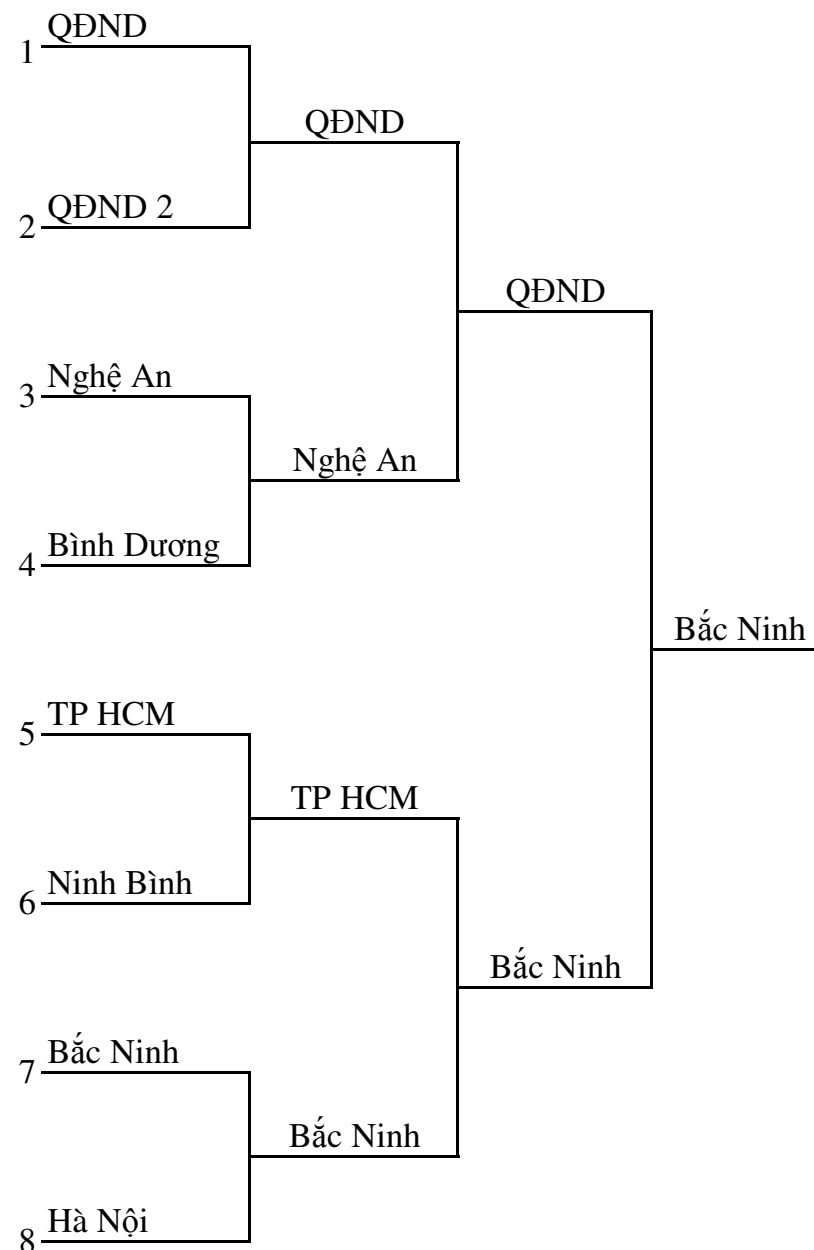 1 QĐND
QĐND
2 QĐND 2
QĐND
3 Nghệ An
Nghệ An
4 Bình Dương
Bắc Ninh
5 TP HCM
TP HCM
6 Ninh Bình
Bắc Ninh
7 Bắc Ninh
Bắc Ninh
8 Hà Nội